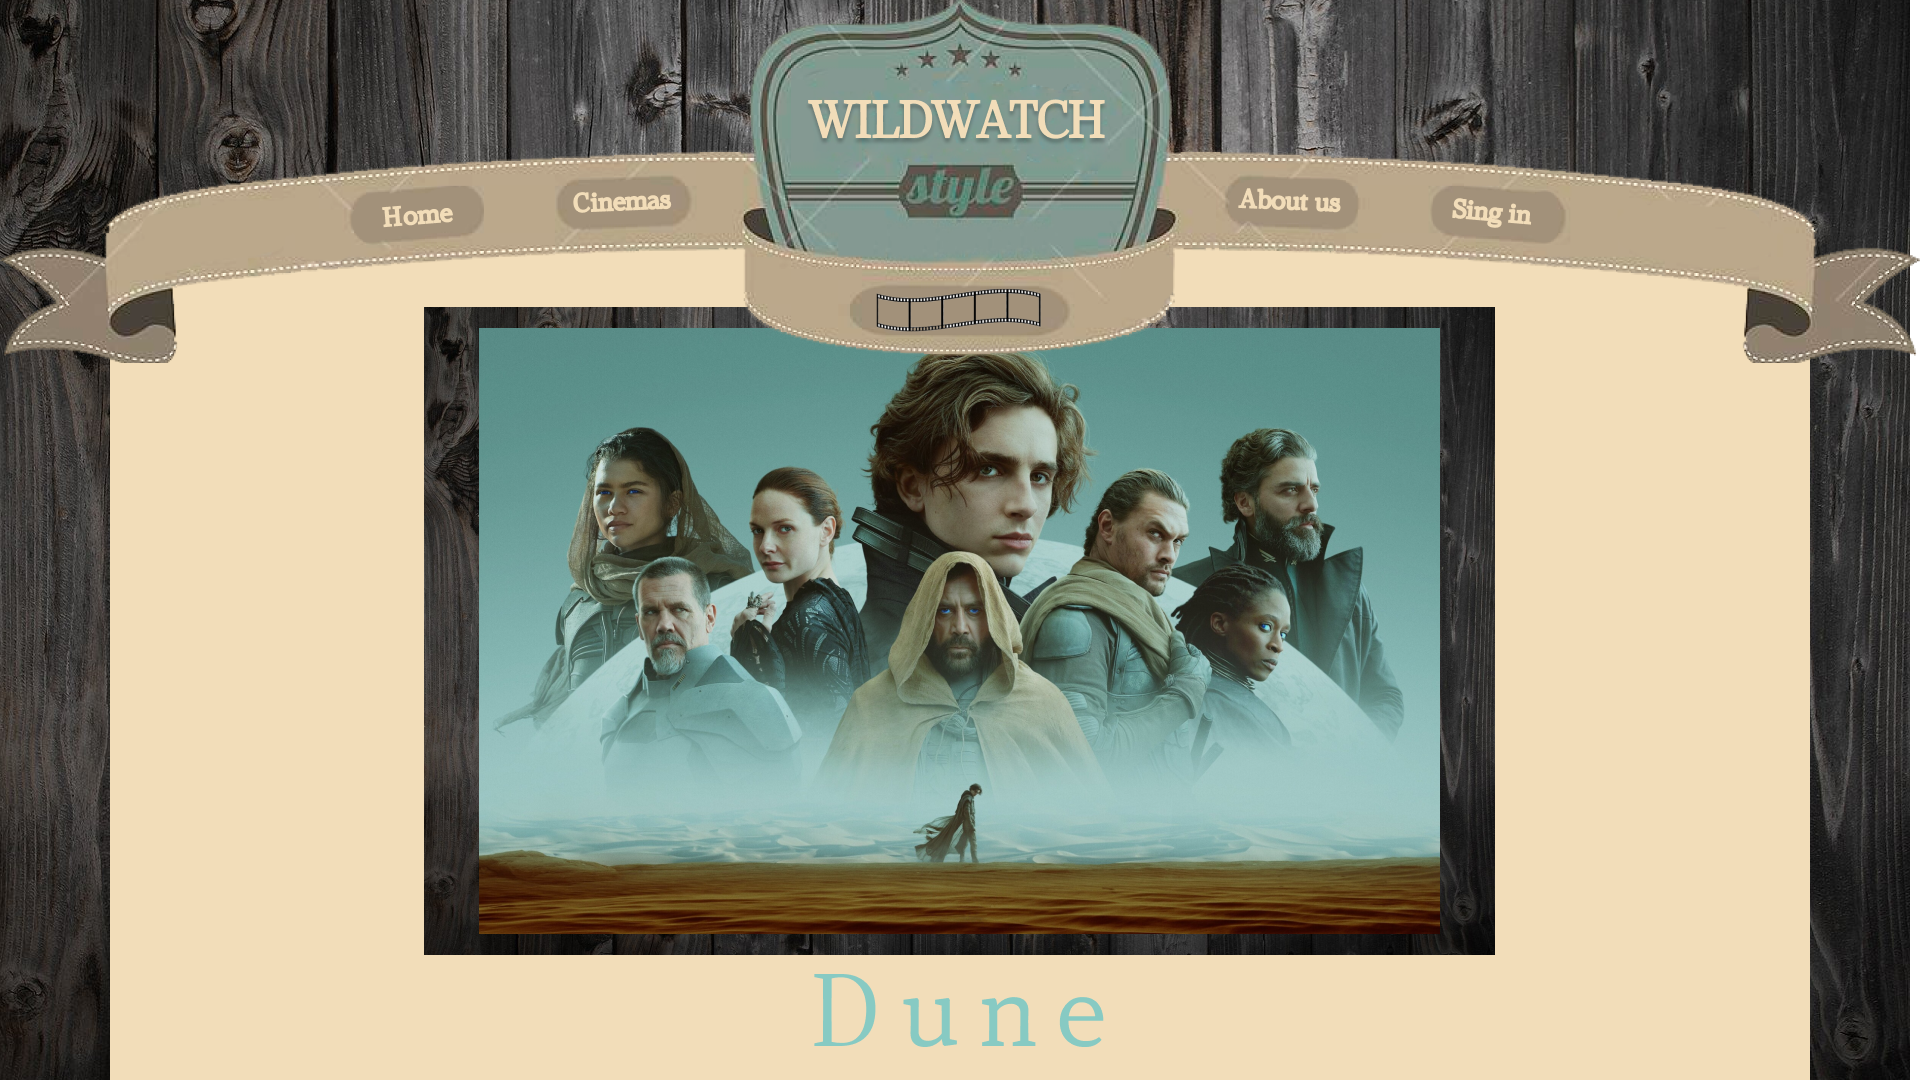 WILDWATCH
style
Home
Cinemas
About us
Sing in
Dune